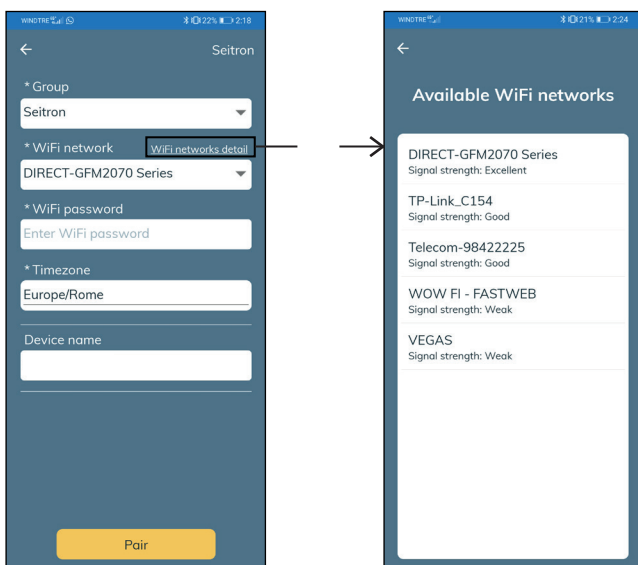 WINDTRE 22% 2:18
Seitron
* Group
Seitron
* WiFi network WiFi networks detail
DIRECT-GFM2070 Series
* WiFi password
Enter WiFi password
* Timezone
Europe/Rome
Device name
Pair
WINDTRE 21% 2:24
Available WiFi networks
DIRECT-GFM2070 Series
Signal strength: Excellent
TP-Link_C154
Signal strength: Good
Telecom-98422225
Signal strength: Good
WOW FI - FASTWEB
Signal strength: Weak
VEGAS
Signal strength: Weak